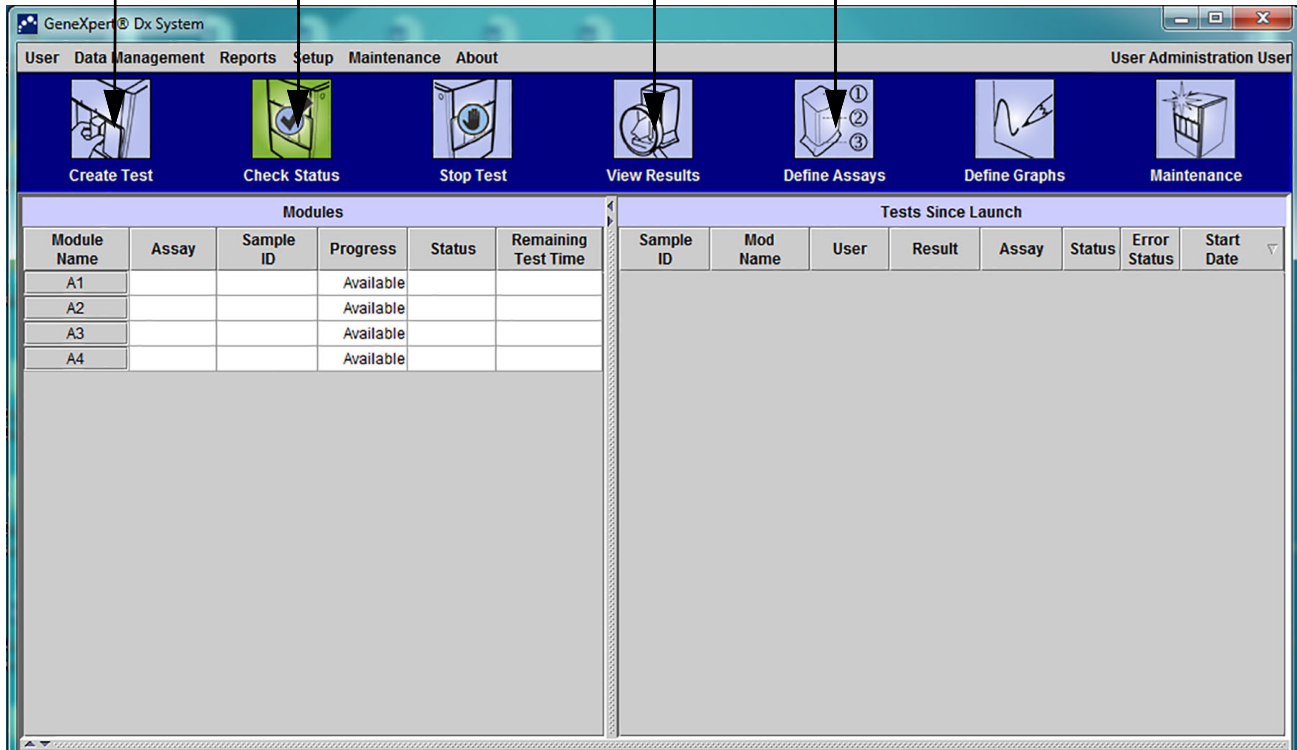 GeneXpert® Dx System
User Data Management Reports Setup Maintenance About User Administration User
① ② ③
Create Test Check Status Stop Test View Results Define Assays Define Graphs Maintenance
Modules
Module Name Assay Sample ID Progress Status Remaining Test Time
A1 Available
A2 Available
A3 Available
A4 Available
Tests Since Launch
Sample ID Mod Name User Result Assay Status Error Status Start Date